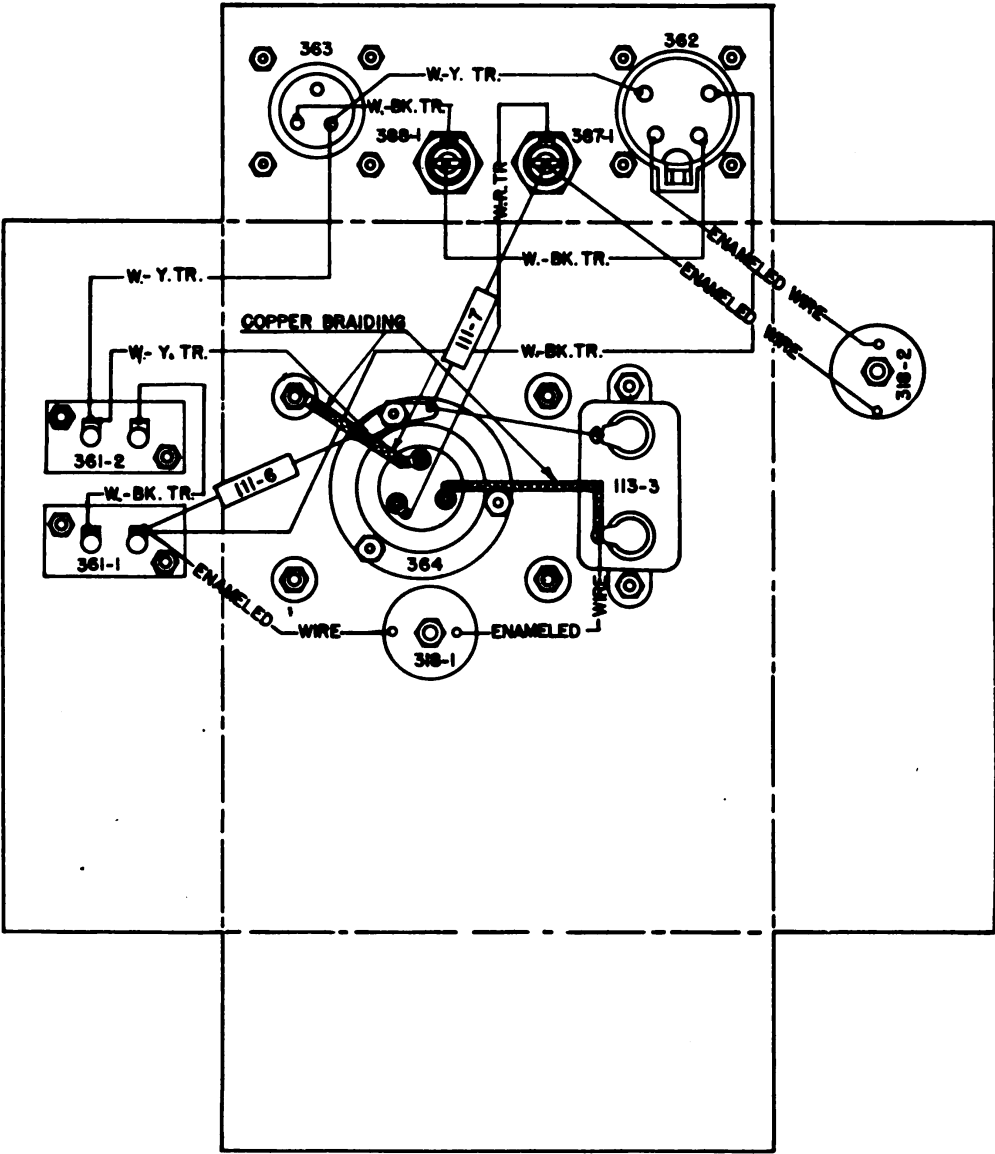 363
362
W.-Y. TR.
W.-BK. TR.
388-1
387-1
W.R. TR
W.-Y. TR.
W.-BK. TR.
ENAMELED WIRE
ENAMELED WIRE
COPPER BRAIDING
111-7
W.-Y. TR.
W.-BK. TR.
318-2
361-2
111-6
113-3
W.-BK. TR.
361-1
364
ENAMELED WIRE
ENAMELED WIRE
318-1